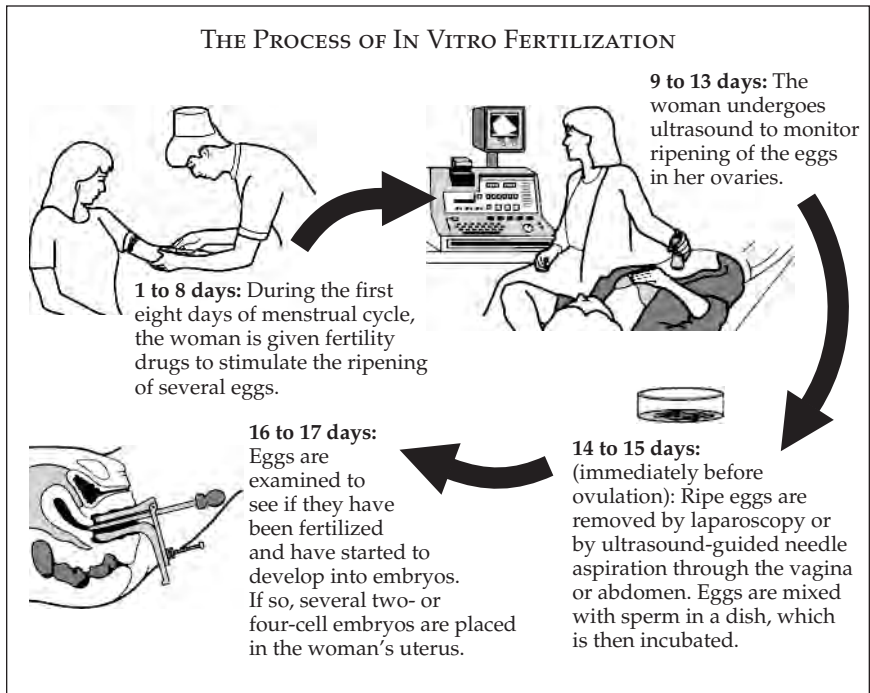 THE PROCESS OF IN VITRO FERTILIZATION
1 to 8 days: During the first
eight days of menstrual cycle,
the woman is given fertility
drugs to stimulate the ripening
of several eggs.
9 to 13 days: The
woman undergoes
ultrasound to monitor
ripening of the eggs
in her ovaries.
14 to 15 days:
(immediately before
ovulation): Ripe eggs are
removed by laparoscopy or
by ultrasound-guided needle
aspiration through the vagina
or abdomen. Eggs are mixed
with sperm in a dish, which
is then incubated.
16 to 17 days:
Eggs are
examined to
see if they have
been fertilized
and have started to
develop into embryos.
If so, several two- or
four-cell embryos are placed
in the woman's uterus.